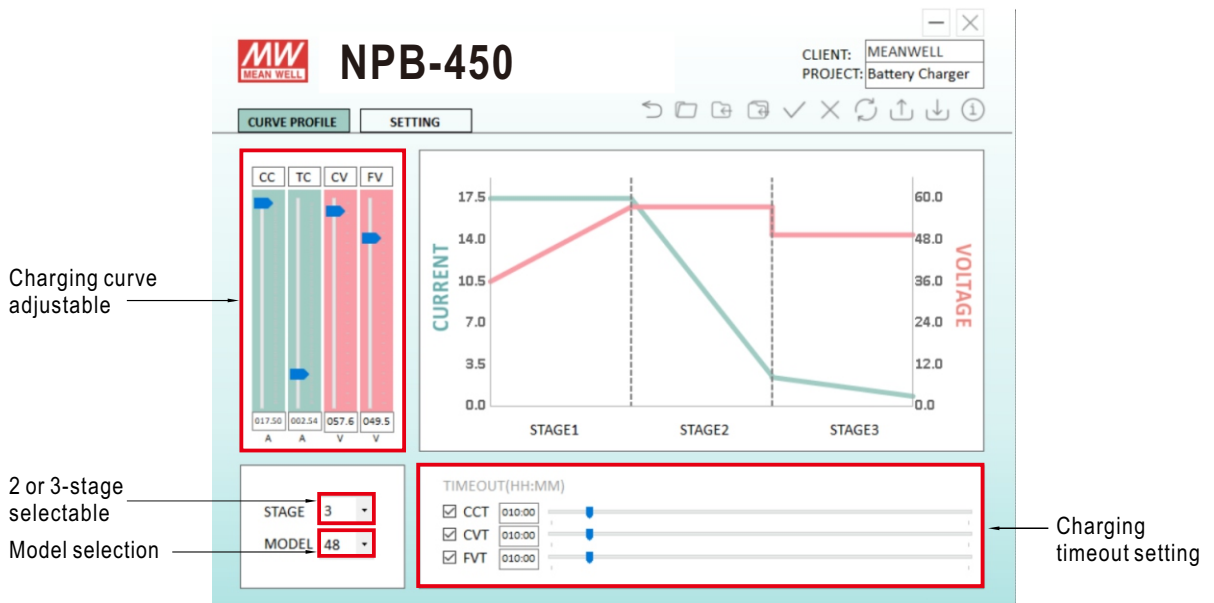 MW
MEAN WELL
NPB-450
CLIENT: MEANWELL
PROJECT: Battery Charger
CURVE PROFILE
SETTING
CC TC CV FV
017.50 002.54 057.6 049.5
A A V V
Charging curve
adjustable
CURRENT
17.5
14.0
10.5
7.0
3.5
0.0
60.0
48.0
36.0
24.0
12.0
0.0
VOLTAGE
STAGE1 STAGE2 STAGE3
2 or 3-stage
selectable
Model selection
STAGE 3
MODEL 48
TIMEOUT(HH:MM)
CCT 010:00
CVT 010:00
FVT 010:00
Charging
timeout setting